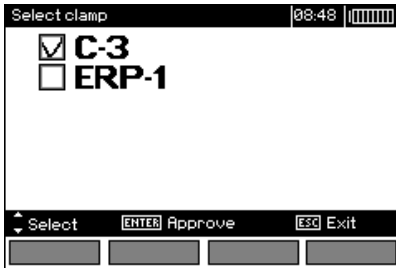 Select clamp 08:48
C-3
ERP-1
Select ENTER Approve ESC Exit